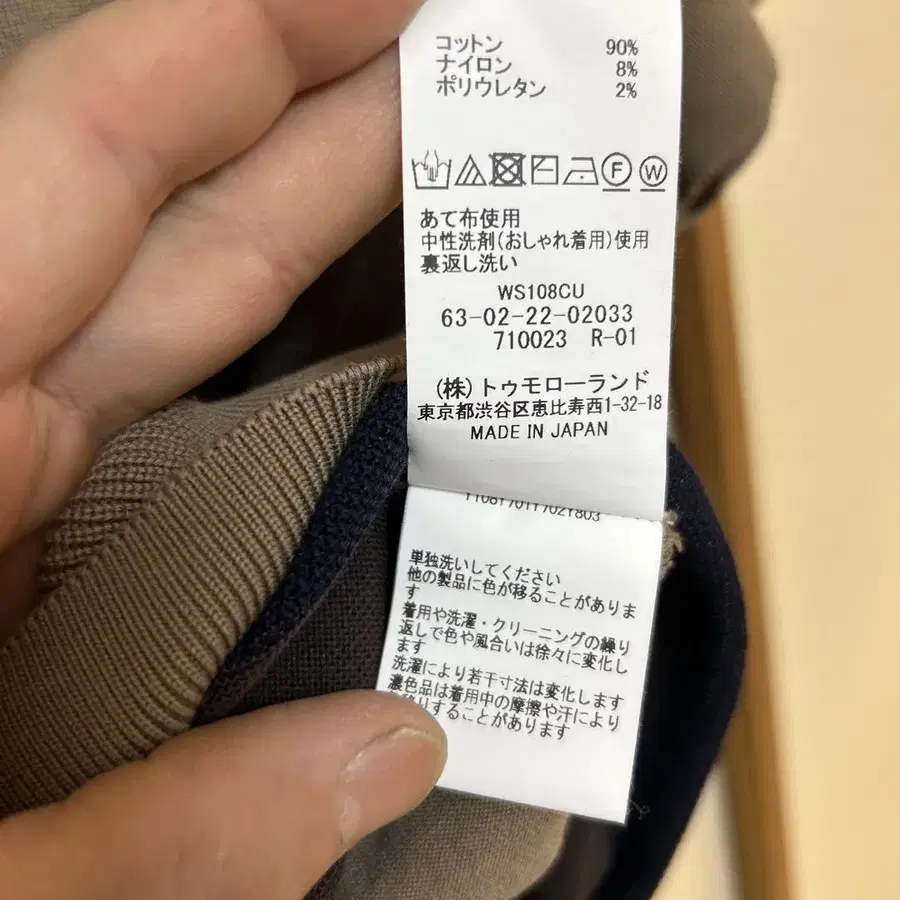 コットン 90%
ナイロン 8%
ポリウレタン 2%
F W
あて布使用
中性洗剤(おしゃれ着用)使用
裏返し洗い
WS108CU
63-02-22-02033
710023 R-01
(株)トゥモローランド
東京都渋谷区恵比寿西1-32-18
MADE IN JAPAN
単独洗いしてください
他の製品に色が移ることがありま
す
着用や洗濯・クリーニングの繰り
返しで色や風合いは徐々に変化し
ます
洗濯により若干寸法は変化します
濃色品は着用中の摩擦や汗により
移りすることがあります